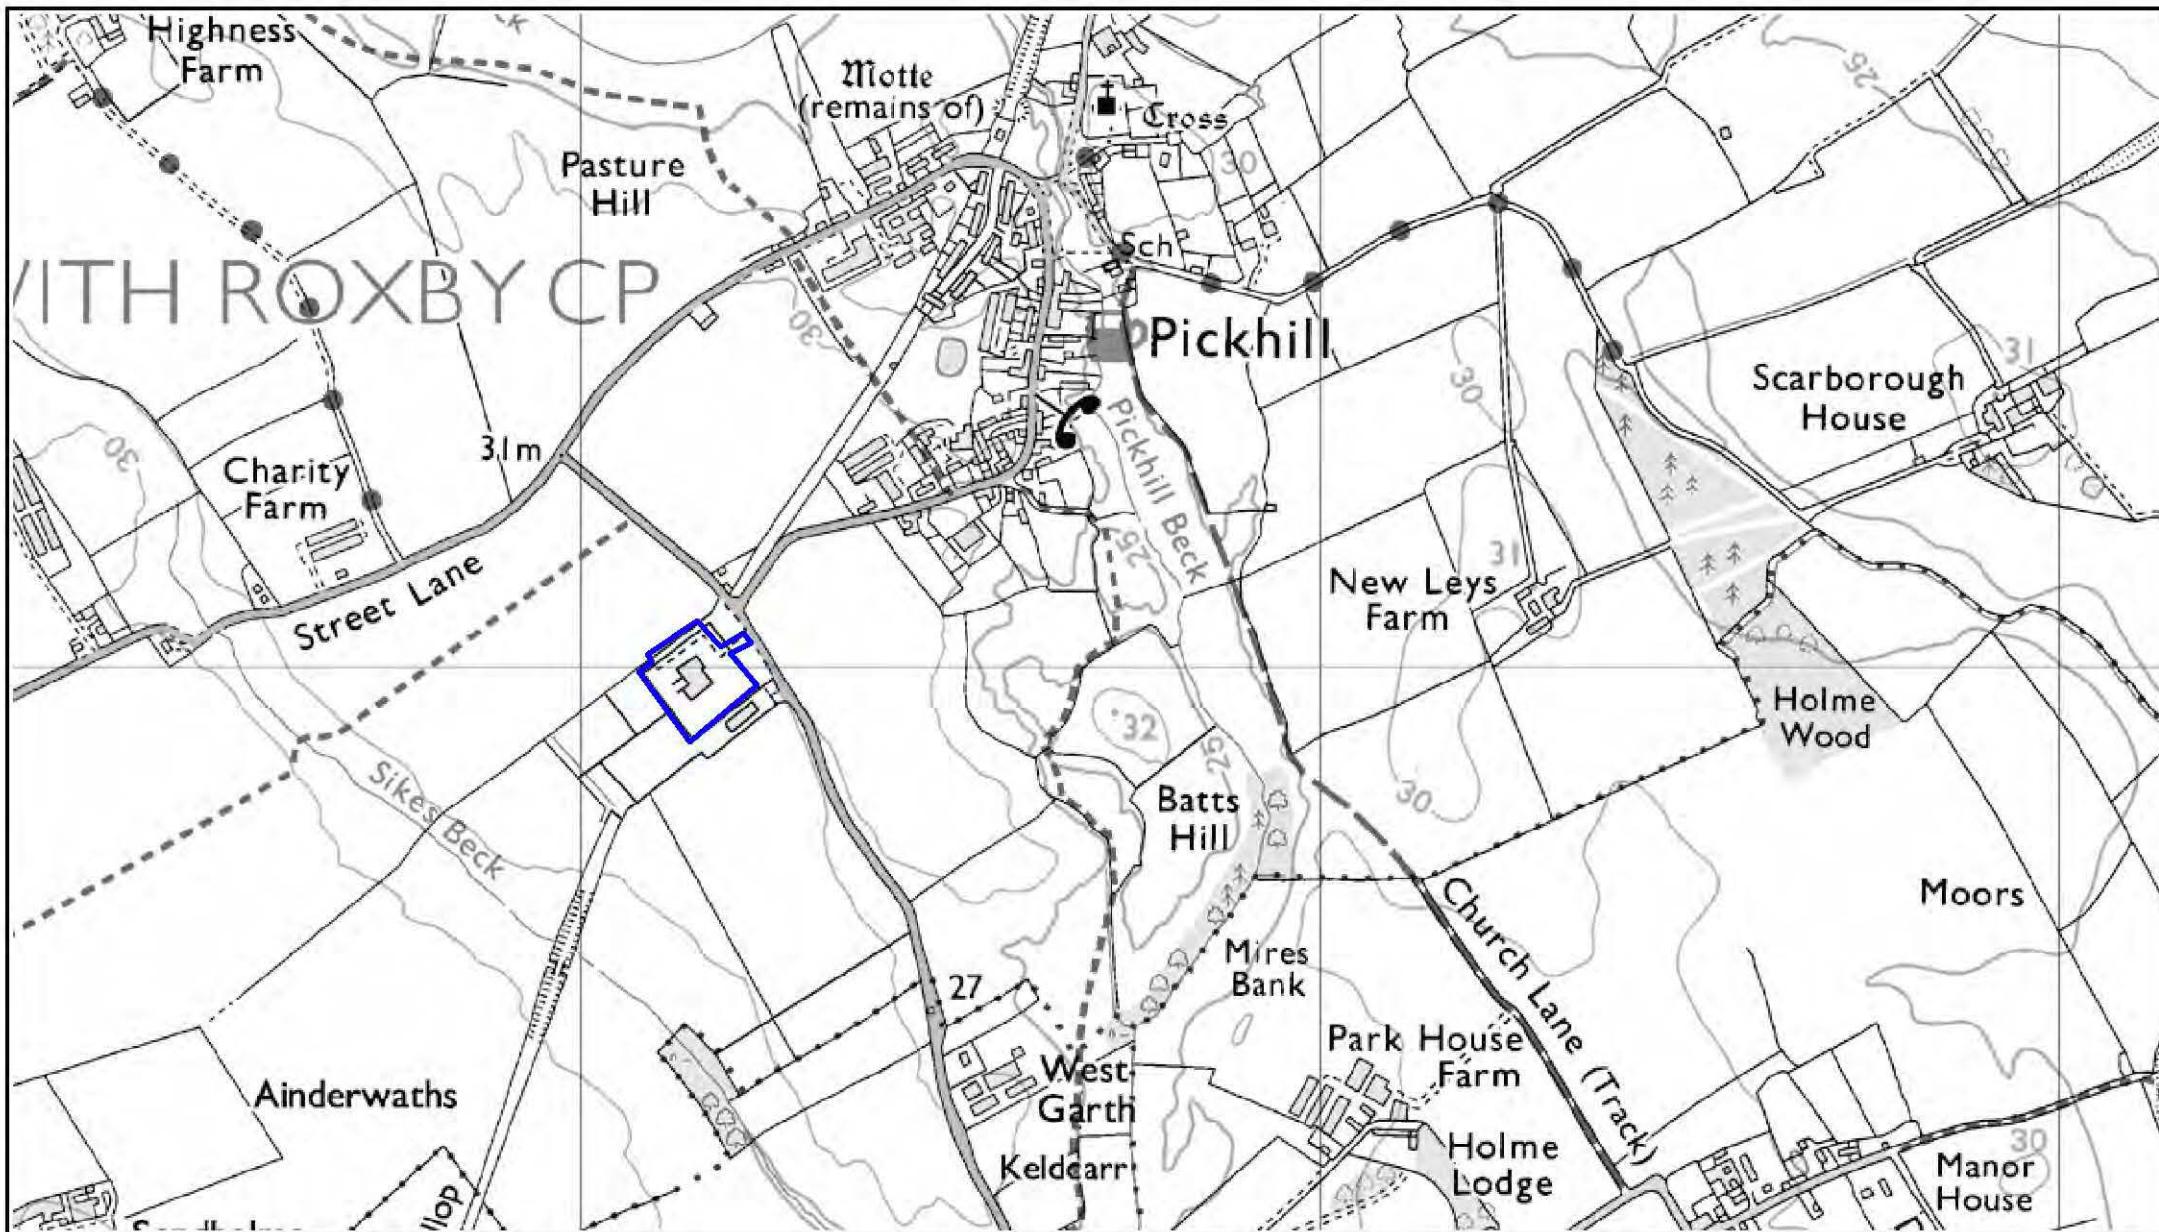 Highness
Farm
Motte
(remains of)
Cross
Pasture
Hill
30
25
Sch
ITH ROXBY CP
30
Pickhill
31
Scarborough
House
30
30
31m
Charity
Farm
Pickhill Beck
25
31
New Leys
Farm
Street Lane
32
Holme
Wood
25
Sikes Beck
Batts
Hill
30
Church Lane (Track)
Moors
Mires
Bank
27
Park House
Farm
West-
Garth
Ainderwaths
Keldcarr
Holme
Lodge
30
Manor
House